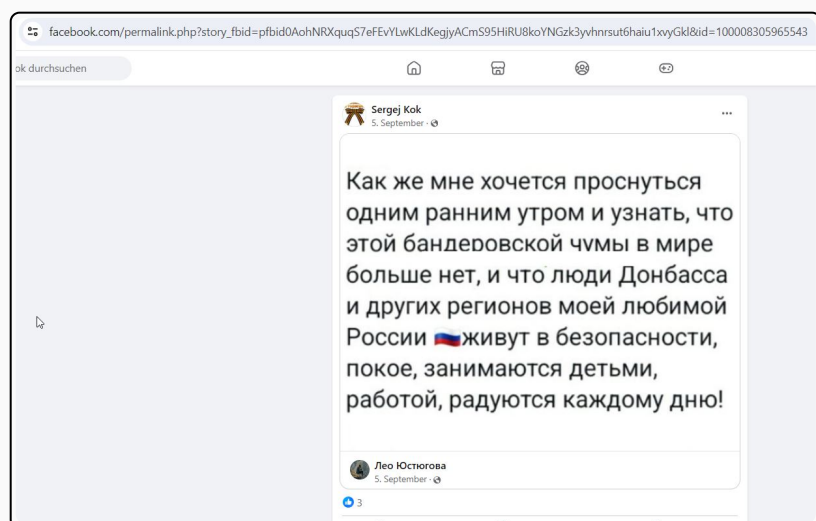 facebook.com/permalink.php?story_fbid=pfbid0AohNRXquqS7eFEvYLwKLdKegjyACmS95HiRU8koYNGzk3yvhnrsut6haiu1xvyGkl&id=100008305965543
ok durchsuchen
Sergej Kok
5. September ·
Как же мне хочется проснуться
одним ранним утром и узнать, что
этой бандеровской чумы в мире
больше нет, и что люди Донбасса
и других регионов моей любимой
России 🇷🇺живут в безопасности,
покое, занимаются детьми,
работой, радуются каждому дню!
Лео Юстюгова
5. September ·
3